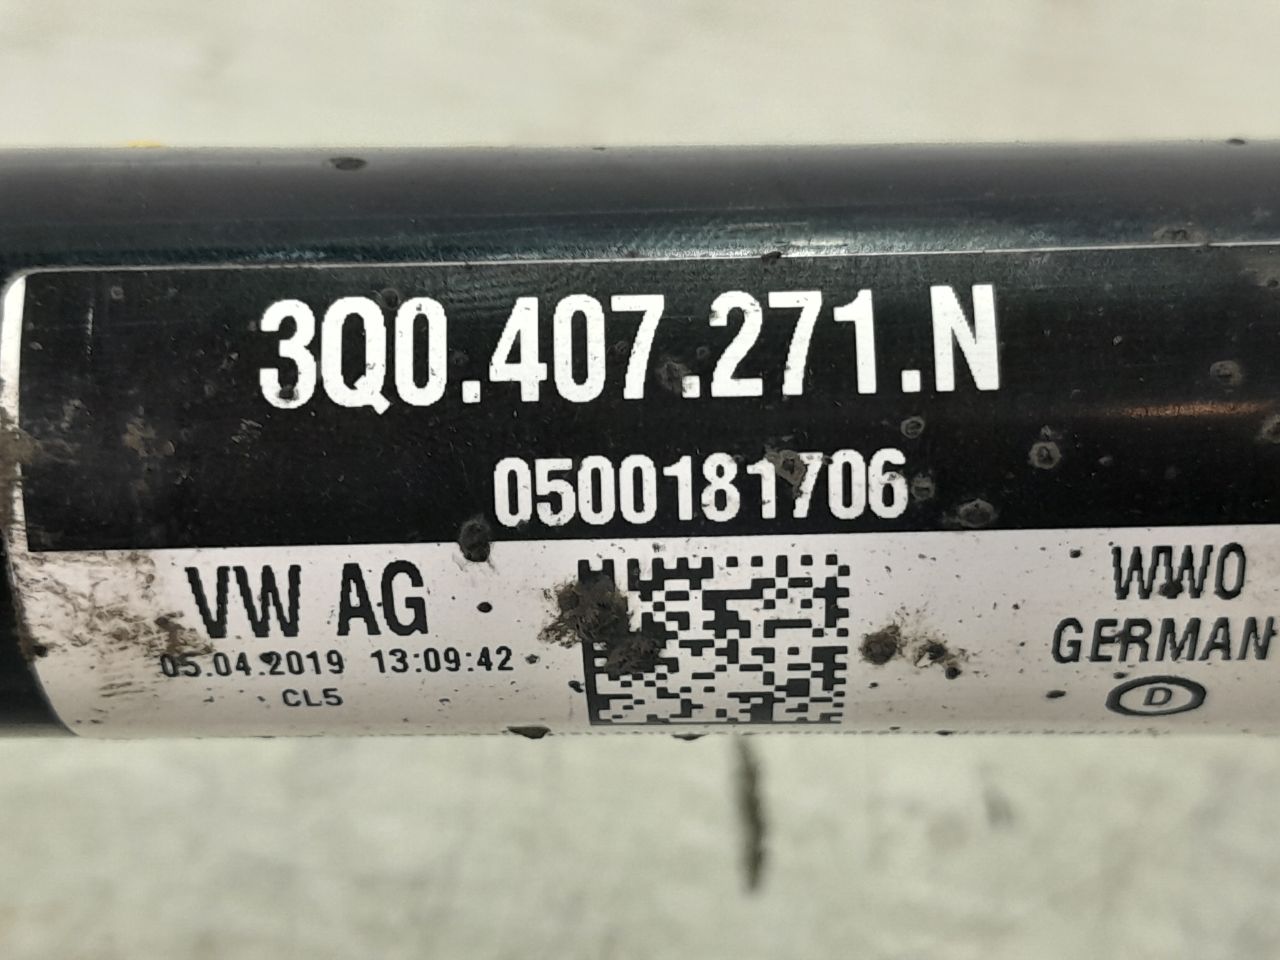 3Q0.407.271.N
0500181706
VW AG
05.04.2019 13:09:42
CL5
WWO
GERMAN
D